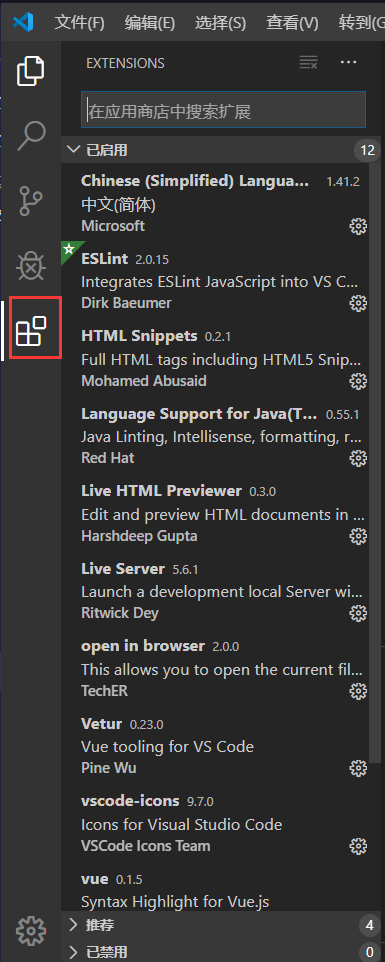 文件(F) 编辑(E) 选择(S) 查看(V) 转到(G
EXTENSIONS
在应用商店中搜索扩展
已启用 12
Chinese (Simplified) Langua... 1.41.2
中文(简体)
Microsoft
ESLint 2.0.15
Integrates ESLint JavaScript into VS C...
Dirk Baeumer
HTML Snippets 0.2.1
Full HTML tags including HTML5 Snip...
Mohamed Abusaid
Language Support for Java(T... 0.55.1
Java Linting, Intellisense, formatting, r...
Red Hat
Live HTML Previewer 0.3.0
Edit and preview HTML documents in ...
Harshdeep Gupta
Live Server 5.6.1
Launch a development local Server wi...
Ritwick Dey
open in browser 2.0.0
This allows you to open the current fil...
TechER
Vetur 0.23.0
Vue tooling for VS Code
Pine Wu
vscode-icons 9.7.0
Icons for Visual Studio Code
VSCode Icons Team
vue 0.1.5
Syntax Highlight for Vue.js
推荐 4
已禁用 0